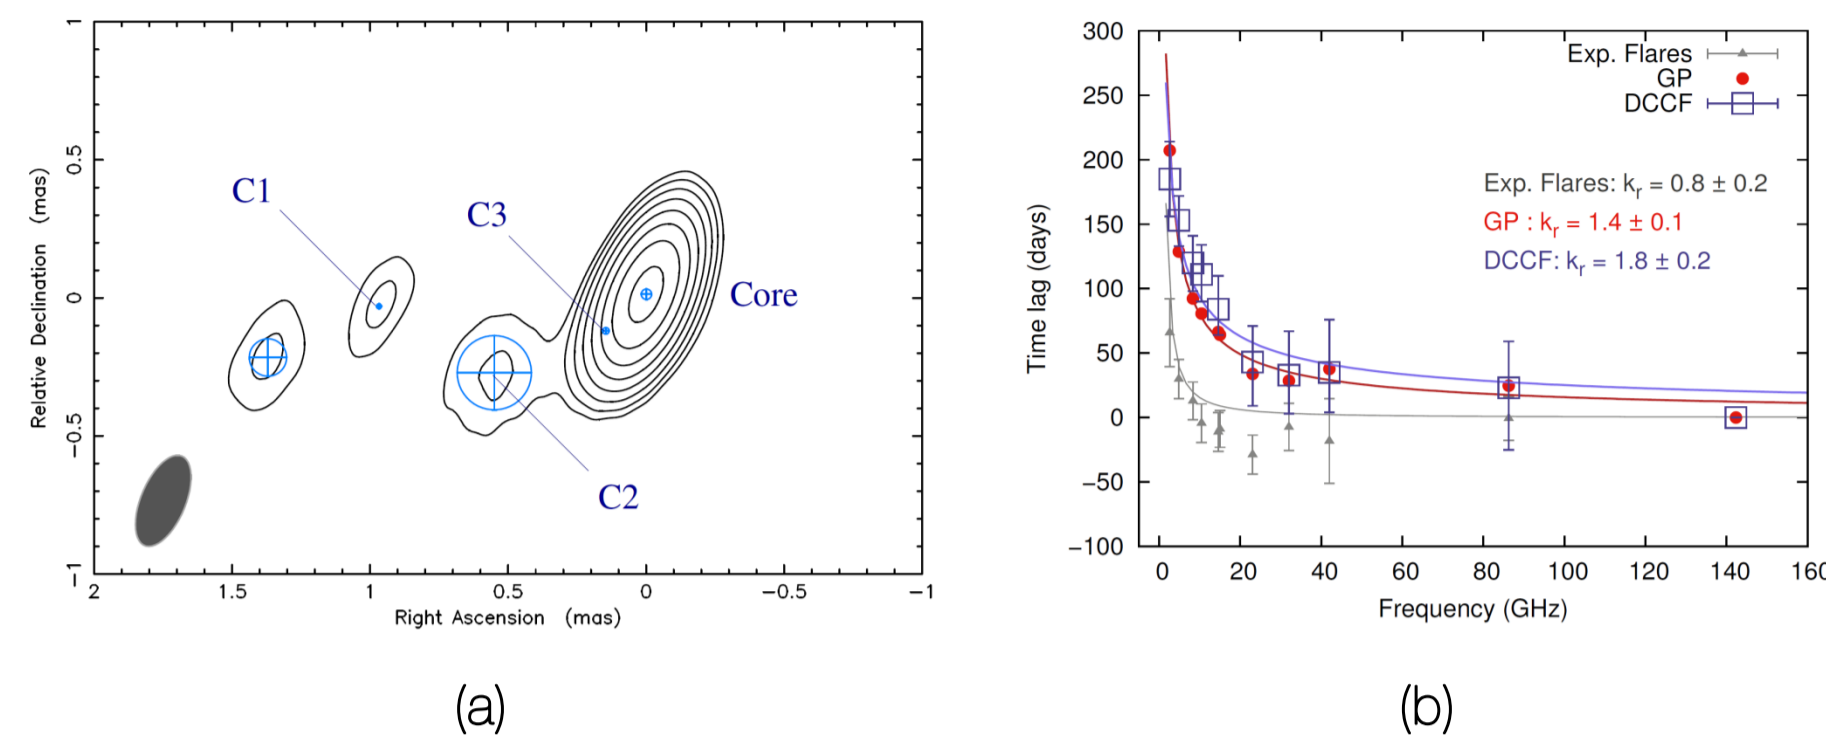 1
0.5
0
−0.5
−1
Relative Declination (mas)
C1
C3
Core
C2
2 1.5 1 0.5 0 −0.5 −1
Right Ascension (mas)
(a)
300
250
200
150
100
50
0
−50
−100
Time lag (days)
Exp. Flares
GP
DCCF
Exp. Flares: kr = 0.8 ± 0.2
GP : kr = 1.4 ± 0.1
DCCF: kr = 1.8 ± 0.2
0 20 40 60 80 100 120 140 160
Frequency (GHz)
(b)